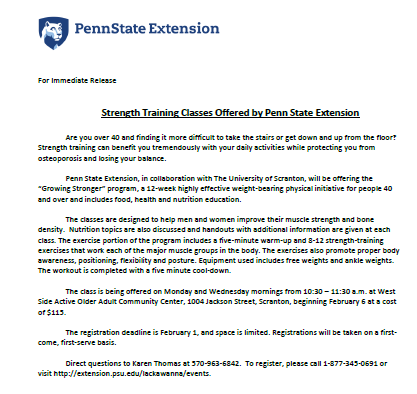 PennState Extension
For Immediate Release
Strength Training Classes Offered by Penn State Extension
Are you over 40 and finding it more difficult to take the stairs or get down and up from the floor?
Strength training can benefit you tremendously with your daily activities while protecting you from
osteoporosis and losing your balance.
Penn State Extension, in collaboration with The University of Scranton, will be offering the
"Growing Stronger" program, a 12-week highly effective weight-bearing physical initiative for people 40
and over and includes food, health and nutrition education.
The classes are designed to help men and women improve their muscle strength and bone
density.  Nutrition topics are also discussed and handouts with additional information are given at each
class. The exercise portion of the program includes a five-minute warm-up and 8-12 strength-training
exercises that work each of the major muscle groups in the body. The exercises also promote proper body
awareness, positioning, flexibility and posture. Equipment used includes free weights and ankle weights.
The workout is completed with a five minute cool-down.
The class is being offered on Monday and Wednesday mornings from 10:30 – 11:30 a.m. at West
Side Active Older Adult Community Center, 1004 Jackson Street, Scranton, beginning February 6 at a cost
of $115.
The registration deadline is February 1, and space is limited. Registrations will be taken on a first-
come, first-serve basis.
Direct questions to Karen Thomas at 570-963-6842.  To register, please call 1-877-345-0691 or
visit http://extension.psu.edu/lackawanna/events.